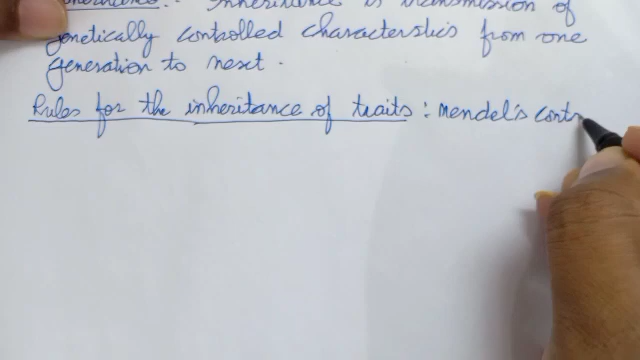 Inheritance is transmission of
genetically controlled characterstics from one
generation to next .
Rules for the inheritance of traits : Mendel's contr